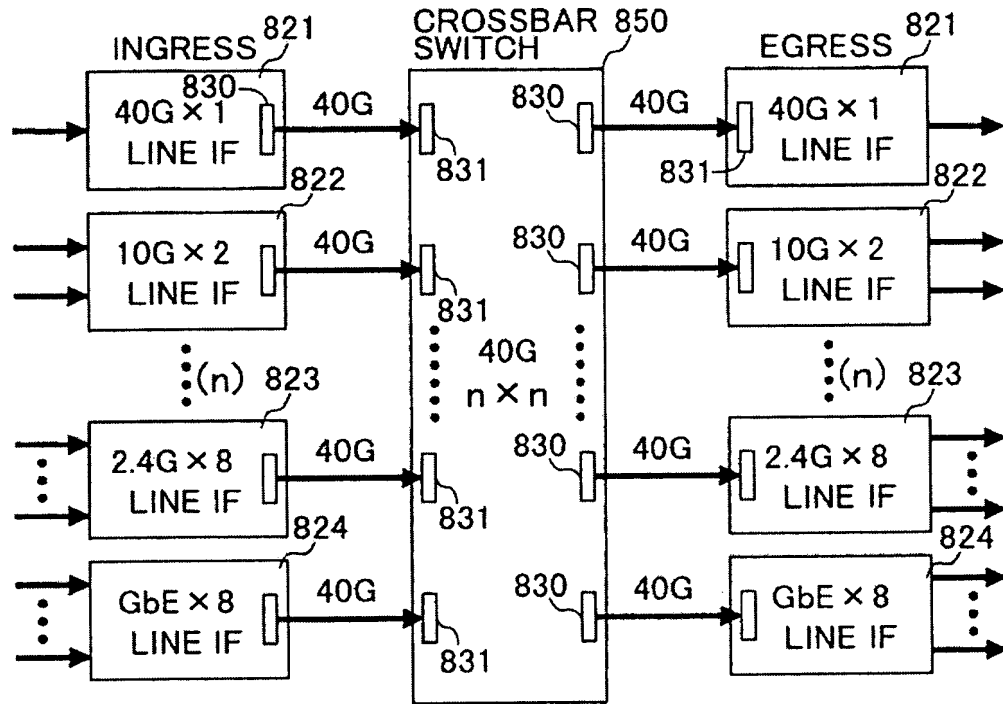 INGRESS 821
CROSSBAR
SWITCH 850
EGRESS 821
830
40G × 1
LINE IF
40G
831
830
40G
831
40G × 1
LINE IF
822
10G × 2
LINE IF
40G
831
830
40G
822
10G × 2
LINE IF
(n)
40G
n × n
(n)
823
2.4G × 8
LINE IF
40G
831
830
40G
823
2.4G × 8
LINE IF
824
GbE × 8
LINE IF
40G
831
830
40G
824
GbE × 8
LINE IF